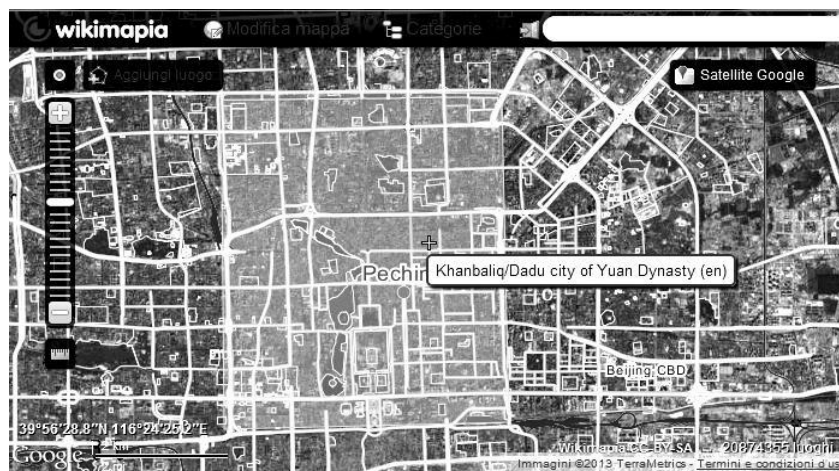 wikimapia Modifica mappa Categorie
Aggiungi luogo
Satellite Google
Pechin
Khanbaliq/Dadu city of Yuan Dynasty (en)
Beijing CBD
39°56'28.8"N 116°24'25.2"E
2 km
Google
Wikimapia CC-BY-SA
20874355 luoghi
Immagini ©2013 TerraMetrics - Termini e condizioni d